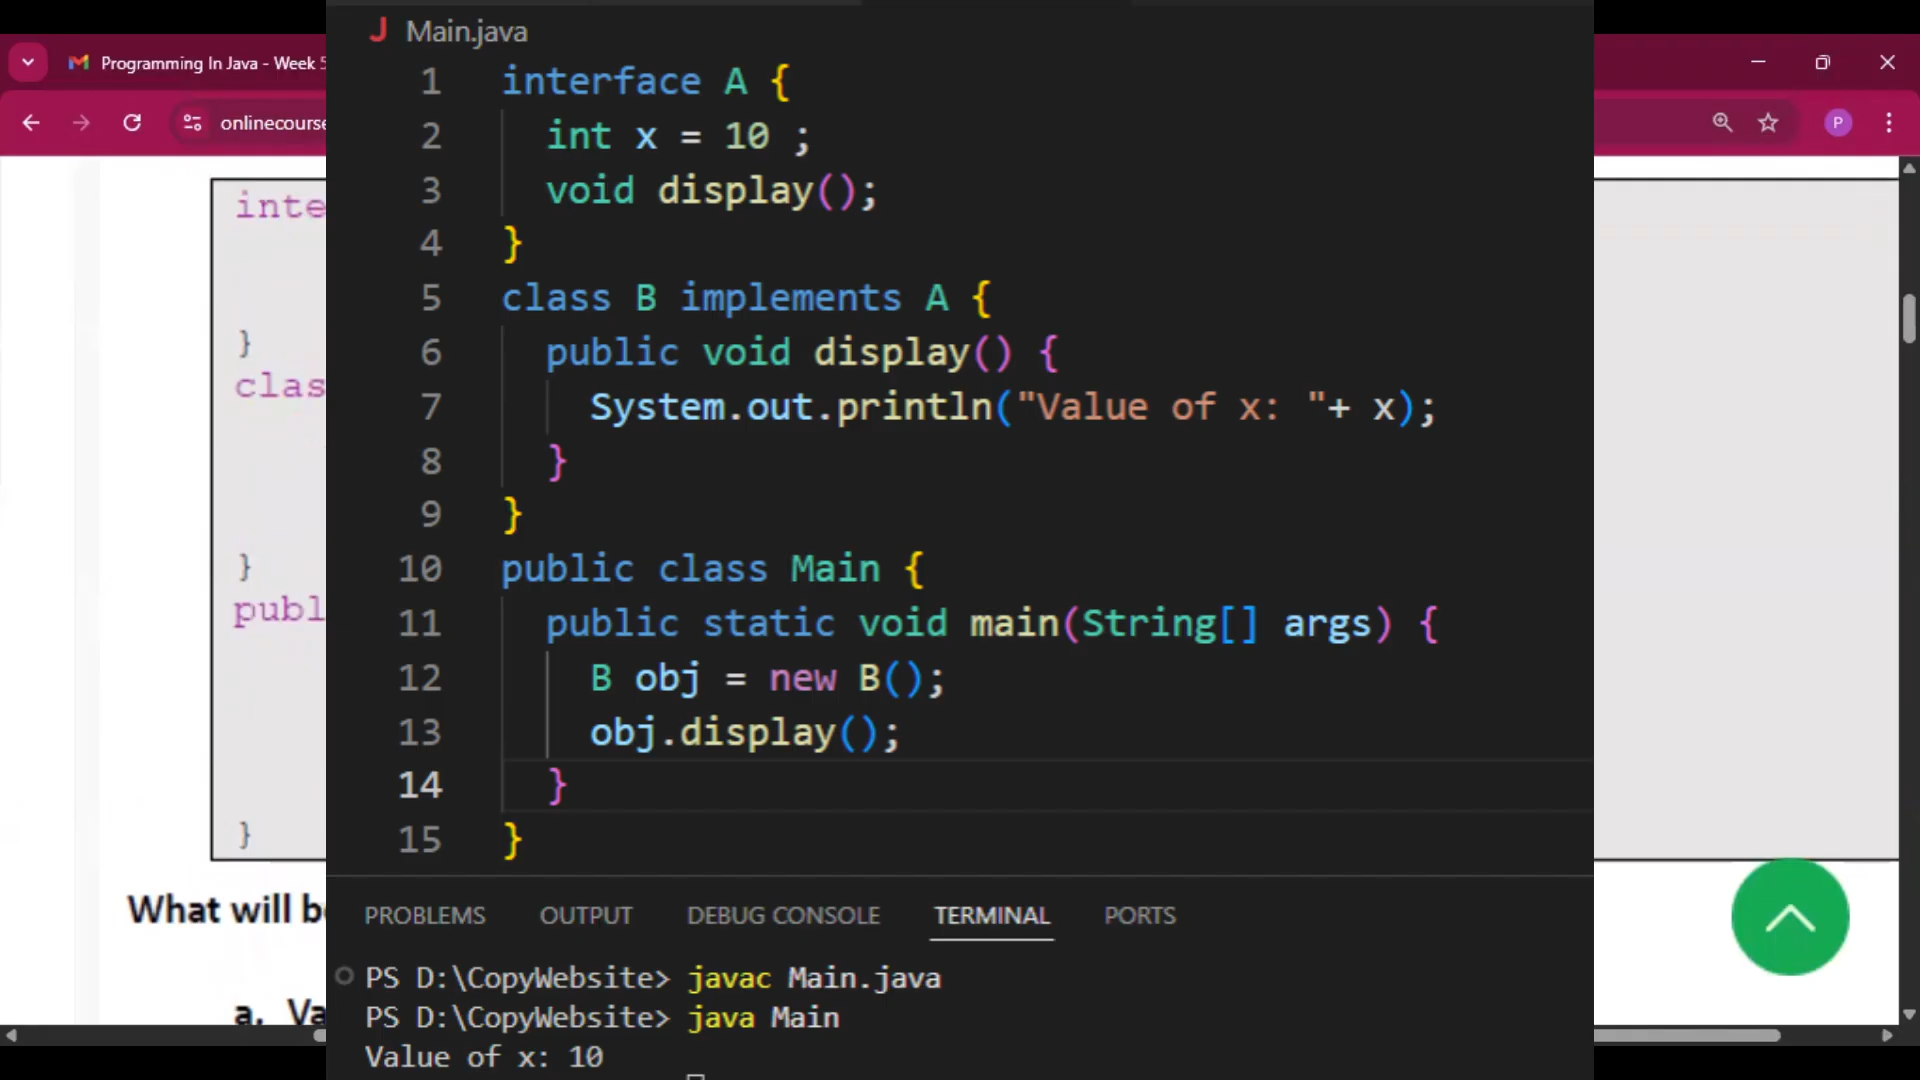 Main.java
Programming In Java - Week 5
onlinecourse
P
inte
}
clas
}
publ
}
What will be
a. Va
1 interface A {
2 int x = 10 ;
3 void display();
4 }
5 class B implements A {
6 public void display() {
7 System.out.println("Value of x: "+ x);
8 }
9 }
10 public class Main {
11 public static void main(String[] args) {
12 B obj = new B();
13 obj.display();
14 }
15 }
PROBLEMS OUTPUT DEBUG CONSOLE TERMINAL PORTS
PS D:\CopyWebsite> javac Main.java
PS D:\CopyWebsite> java Main
Value of x: 10